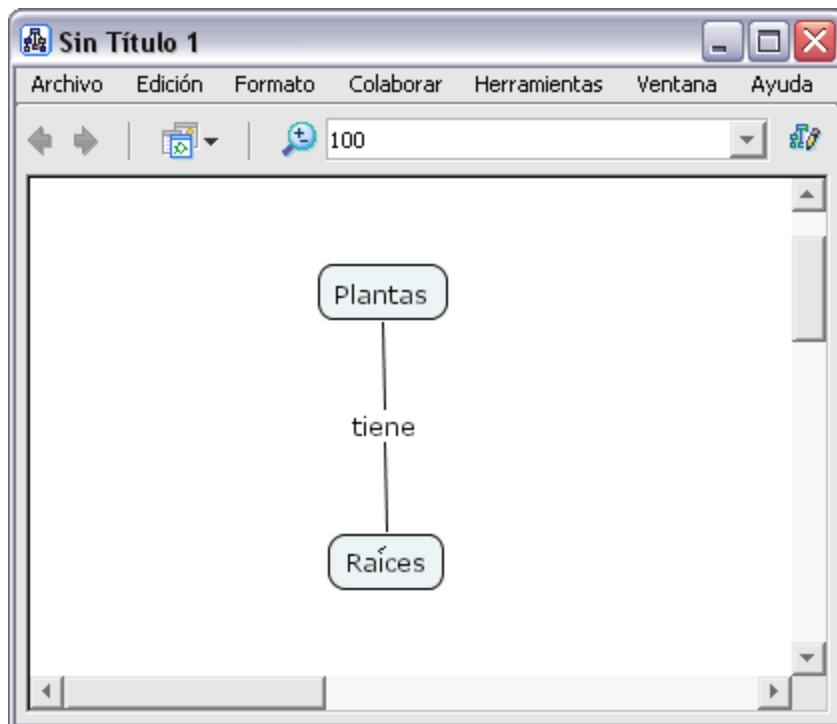 Sin Título 1
Archivo Edición Formato Colaborar Herramientas Ventana Ayuda
100
Plantas
tiene
Raíces